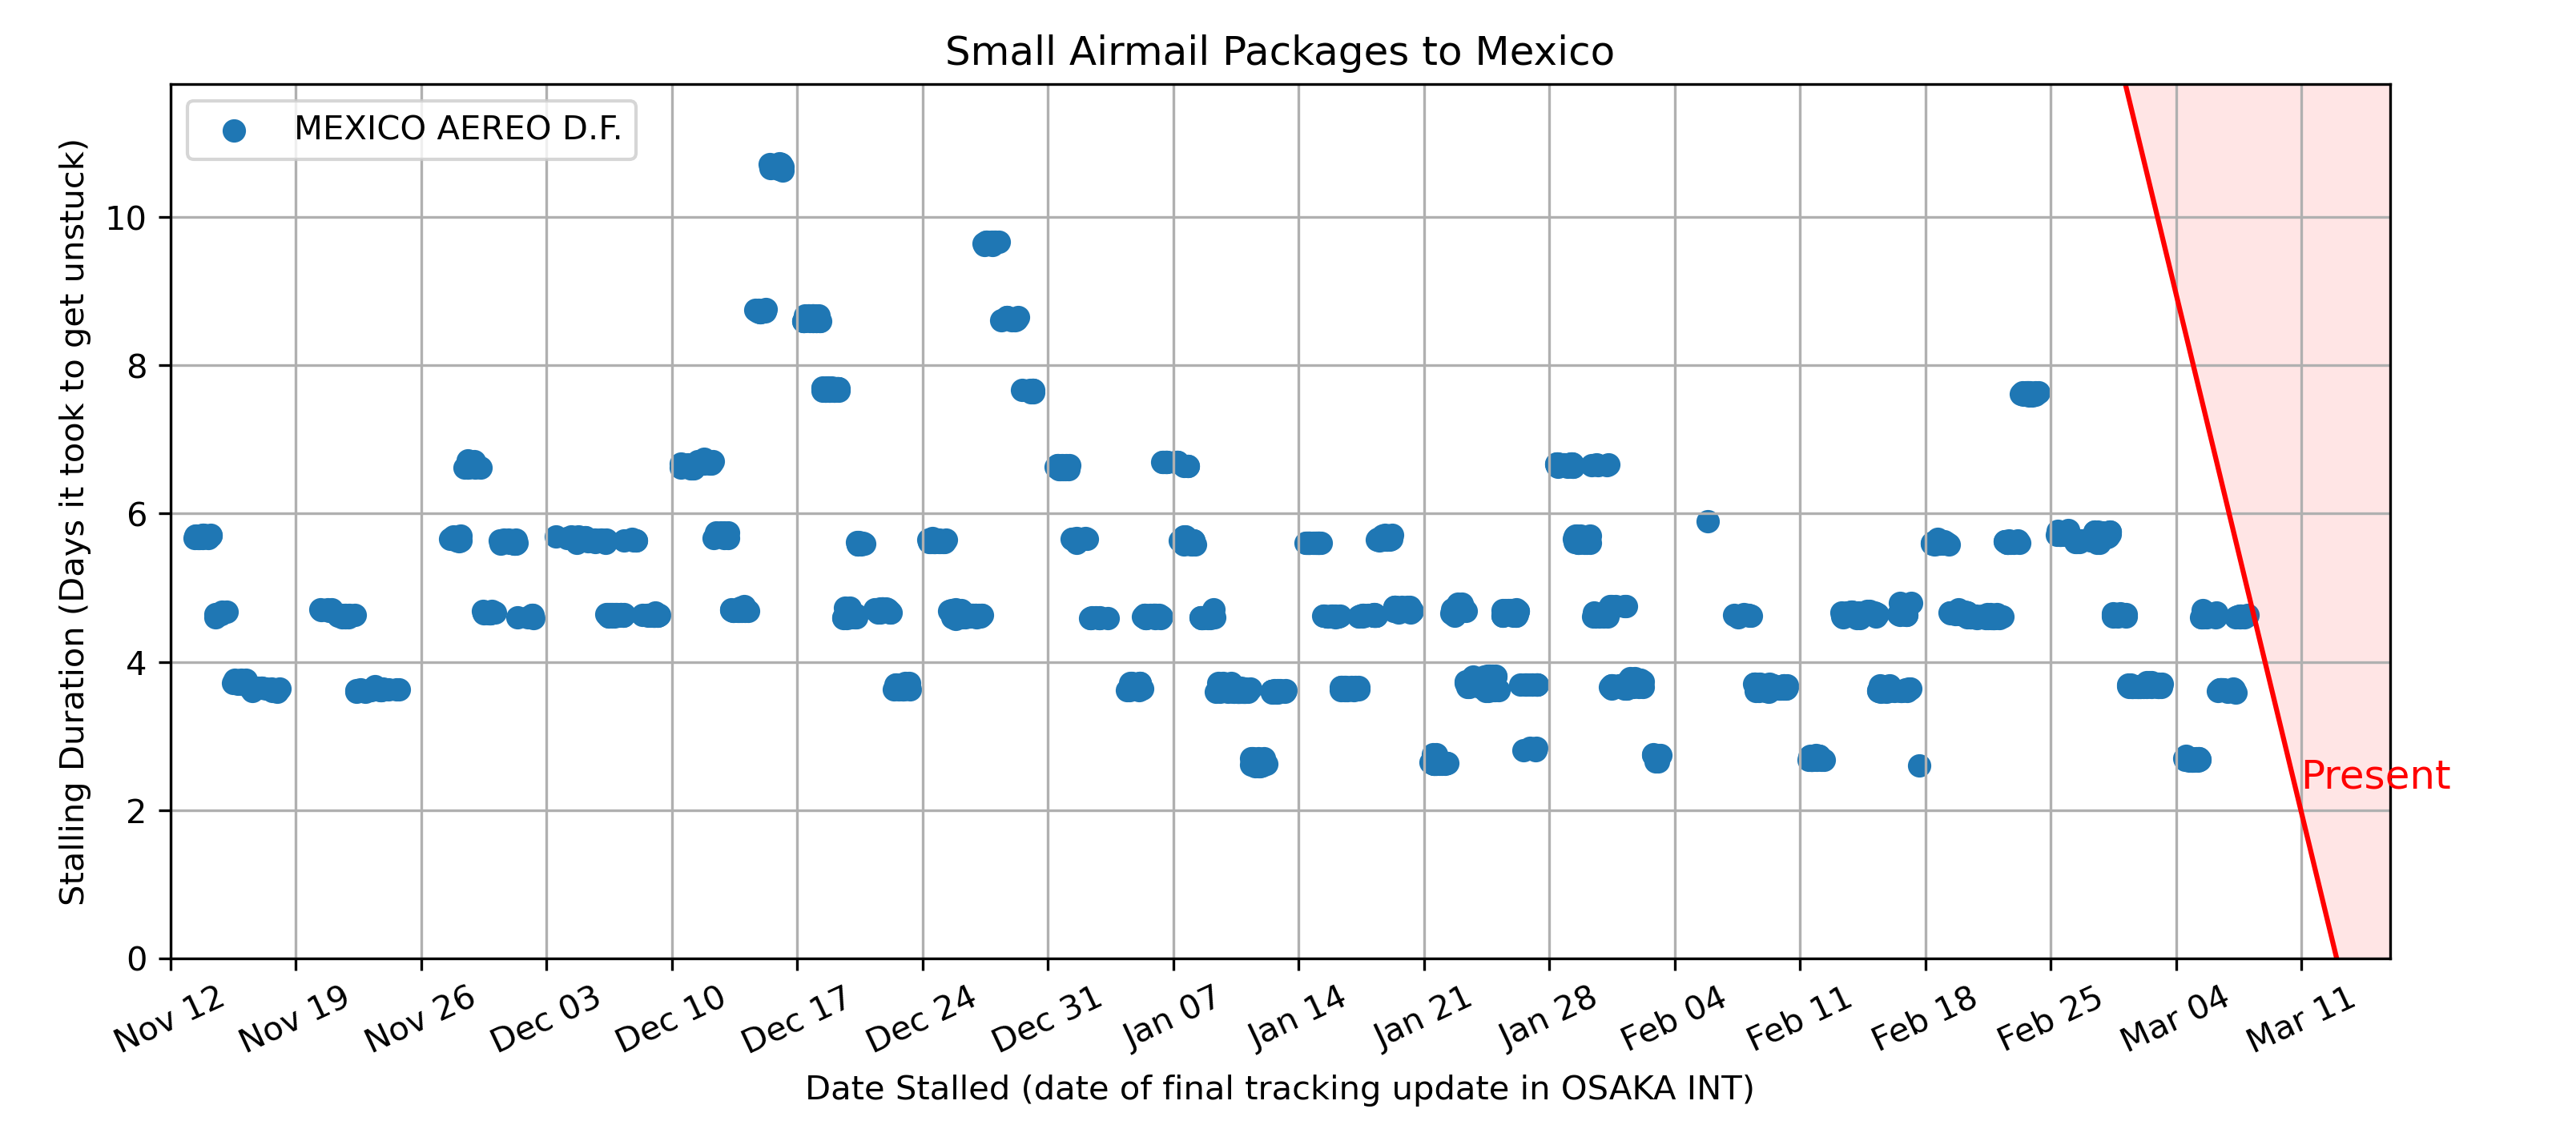 Small Airmail Packages to Mexico
MEXICO AEREO D.F.
Stalling Duration (Days it took to get unstuck)
10
8
6
4
2
0
Present
Nov 12
Nov 19
Nov 26
Dec 03
Dec 10
Dec 17
Dec 24
Dec 31
Jan 07
Jan 14
Jan 21
Jan 28
Feb 04
Feb 11
Feb 18
Feb 25
Mar 04
Mar 11
Date Stalled (date of final tracking update in OSAKA INT)